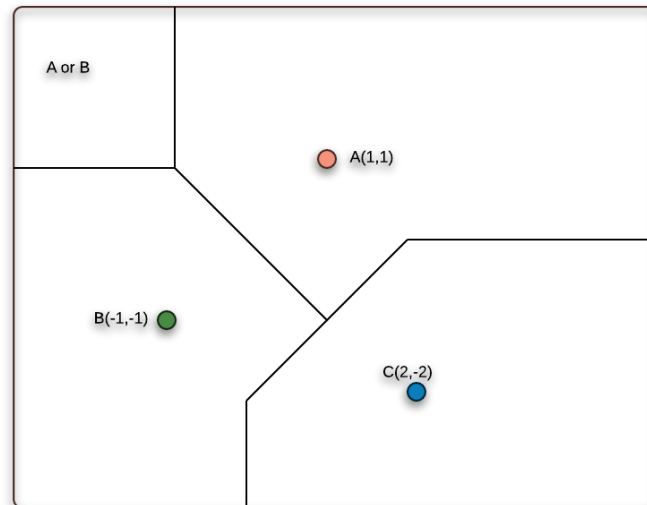 A or B
A(1,1)
B(-1,-1)
C(2,-2)